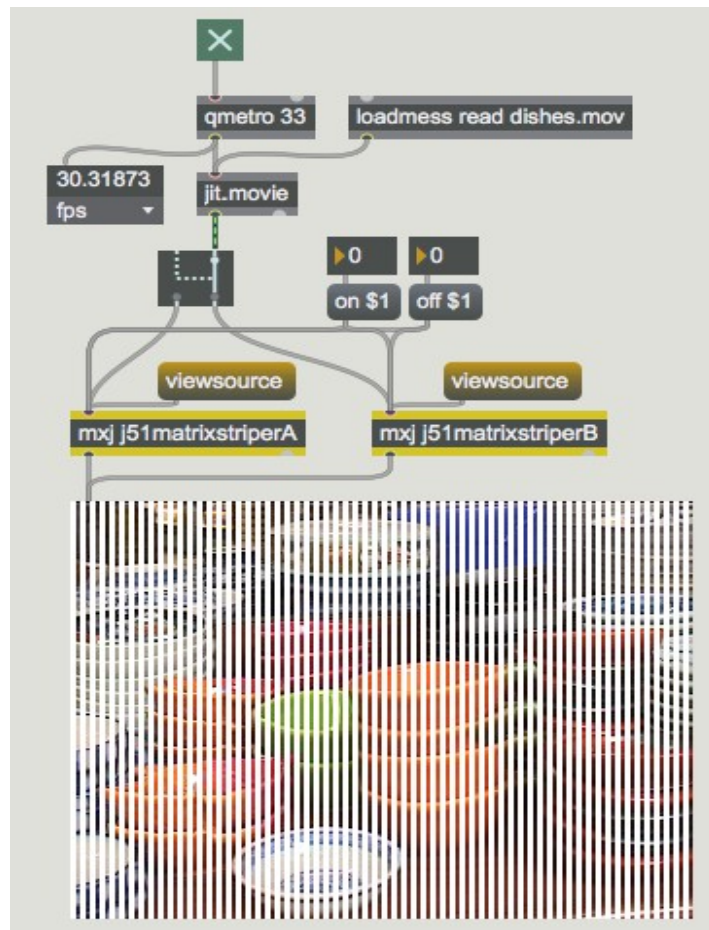 qmetro 33
loadmess read dishes.mov
30.31873
fps
jit.movie
0
0
on $1
off $1
viewsource
viewsource
mxj j51matrixstriperA
mxj j51matrixstriperB